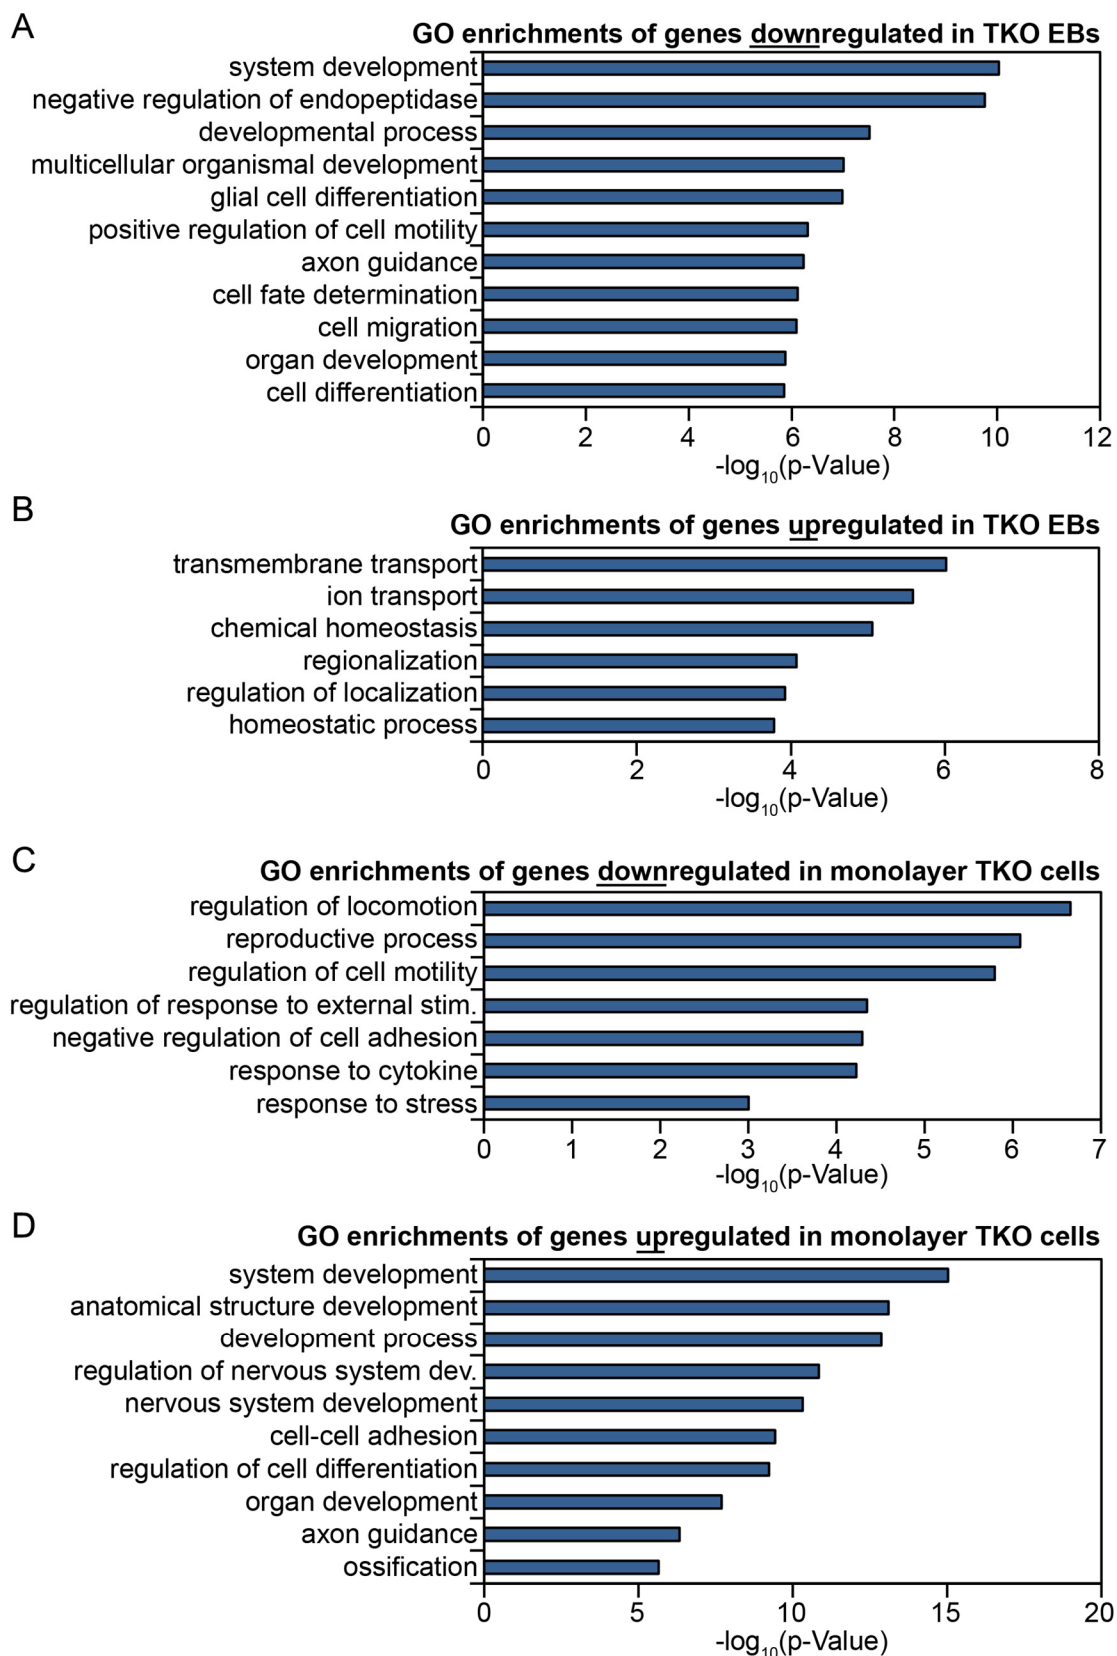 A
GO enrichments of genes downregulated in TKO EBs
system development
negative regulation of endopeptidase
developmental process
multicellular organismal development
glial cell differentiation
positive regulation of cell motility
axon guidance
cell fate determination
cell migration
organ development
cell differentiation
0 2 4 6 8 10 12
-log10(p-Value)
B
GO enrichments of genes upregulated in TKO EBs
transmembrane transport
ion transport
chemical homeostasis
regionalization
regulation of localization
homeostatic process
0 2 4 6 8
-log10(p-Value)
C
GO enrichments of genes downregulated in monolayer TKO cells
regulation of locomotion
reproductive process
regulation of cell motility
regulation of response to external stim.
negative regulation of cell adhesion
response to cytokine
response to stress
0 1 2 3 4 5 6 7
-log10(p-Value)
D
GO enrichments of genes upregulated in monolayer TKO cells
system development
anatomical structure development
development process
regulation of nervous system dev.
nervous system development
cell-cell adhesion
regulation of cell differentiation
organ development
axon guidance
ossification
0 5 10 15 20
-log10(p-Value)